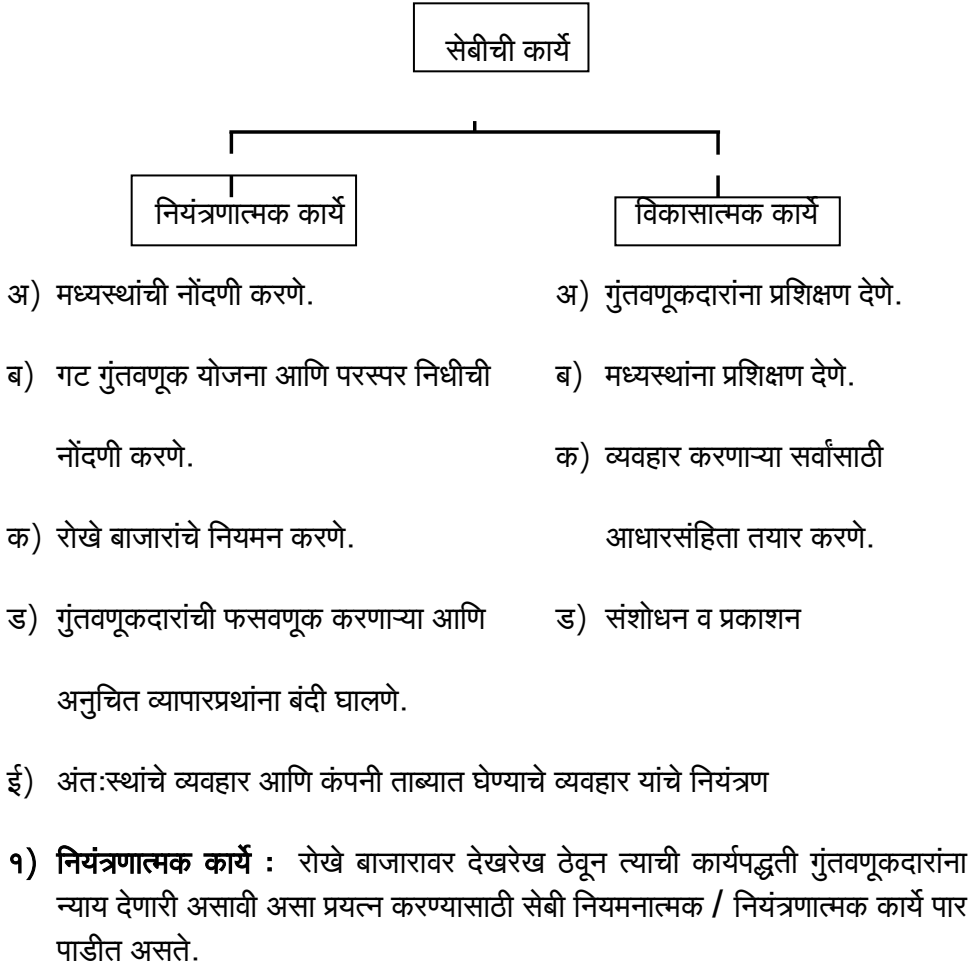 सेबीची कार्ये
नियंत्रणात्मक कार्ये
विकासात्मक कार्ये
अ) मध्यस्थांची नोंदणी करणे.
अ) गुंतवणूकदारांना प्रशिक्षण देणे.
ब) गट गुंतवणूक योजना आणि परस्पर निधीची
ब) मध्यस्थांना प्रशिक्षण देणे.
नोंदणी करणे.
क) व्यवहार करणाऱ्या सर्वांसाठी
क) रोखे बाजारांचे नियमन करणे.
आधारसंहिता तयार करणे.
ड) गुंतवणूकदारांची फसवणूक करणाऱ्या आणि
ड) संशोधन व प्रकाशन
अनुचित व्यापारप्रथांना बंदी घालणे.
ई) अंतःस्थांचे व्यवहार आणि कंपनी ताब्यात घेण्याचे व्यवहार यांचे नियंत्रण
१) नियंत्रणात्मक कार्ये : रोखे बाजारावर देखरेख ठेवून त्याची कार्यपद्धती गुंतवणूकदारांना
न्याय देणारी असावी असा प्रयत्न करण्यासाठी सेबी नियमनात्मक / नियंत्रणात्मक कार्ये पार
पाडीत असते.